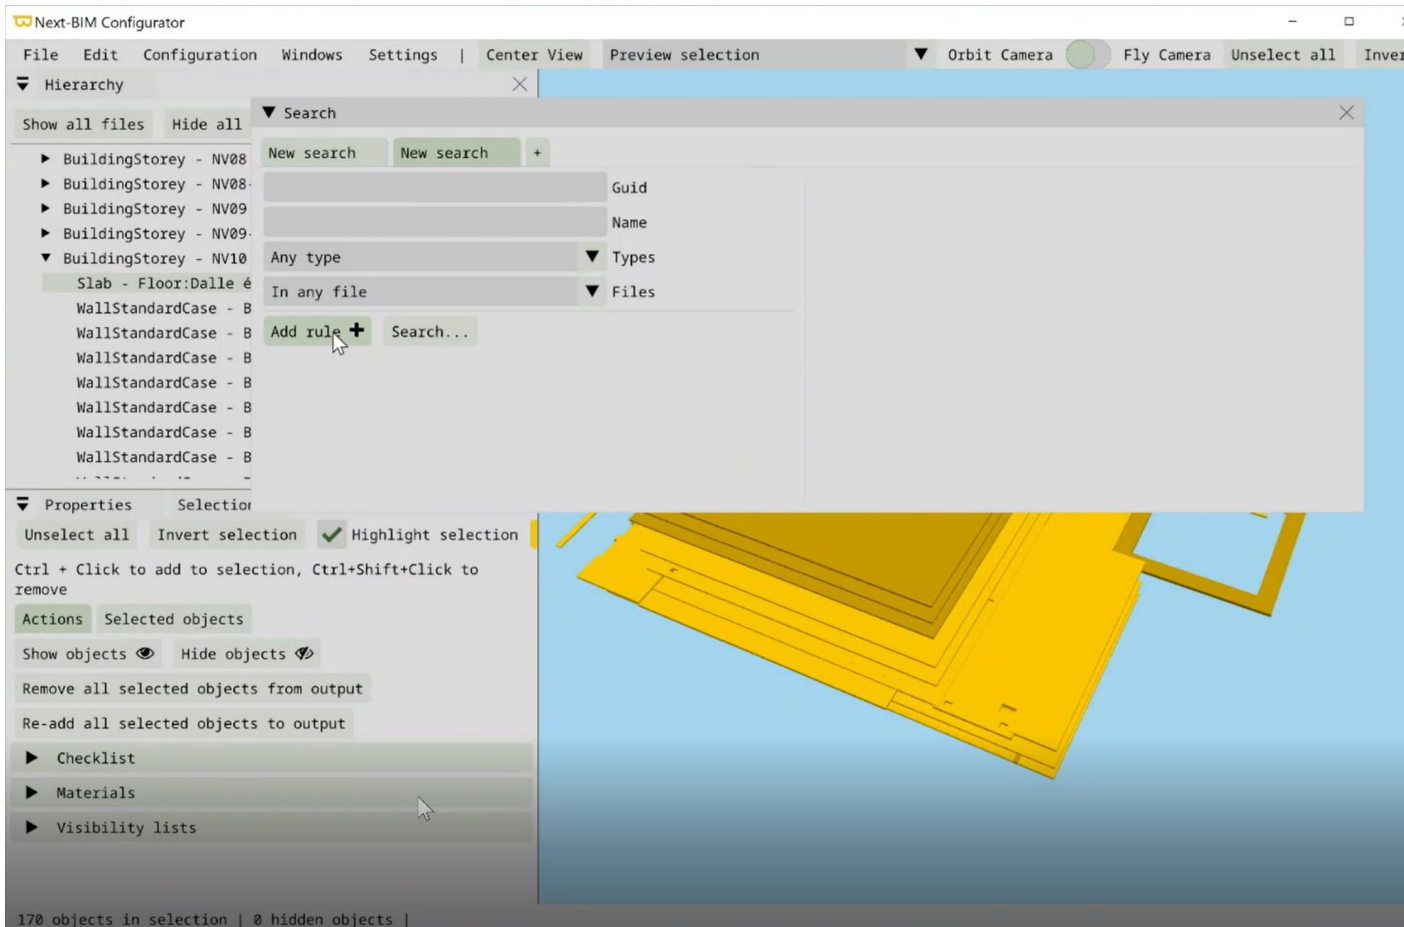 Next-BIM Configurator
File Edit Configuration Windows Settings | Center View Preview selection Orbit Camera Fly Camera Unselect all Inver
Hierarchy
Show all files Hide all
BuildingStorey - NV08
BuildingStorey - NV08-
BuildingStorey - NV09
BuildingStorey - NV09-
BuildingStorey - NV10
Slab - Floor:Dalle é
WallStandardCase - B
WallStandardCase - B
WallStandardCase - B
WallStandardCase - B
WallStandardCase - B
WallStandardCase - B
WallStandardCase - B
Search
New search New search +
Guid
Name
Any type Types
In any file Files
Add rule Search...
Properties Selection
Unselect all Invert selection Highlight selection
Ctrl + Click to add to selection, Ctrl+Shift+Click to
remove
Actions Selected objects
Show objects Hide objects
Remove all selected objects from output
Re-add all selected objects to output
Checklist
Materials
Visibility lists
170 objects in selection | 0 hidden objects |